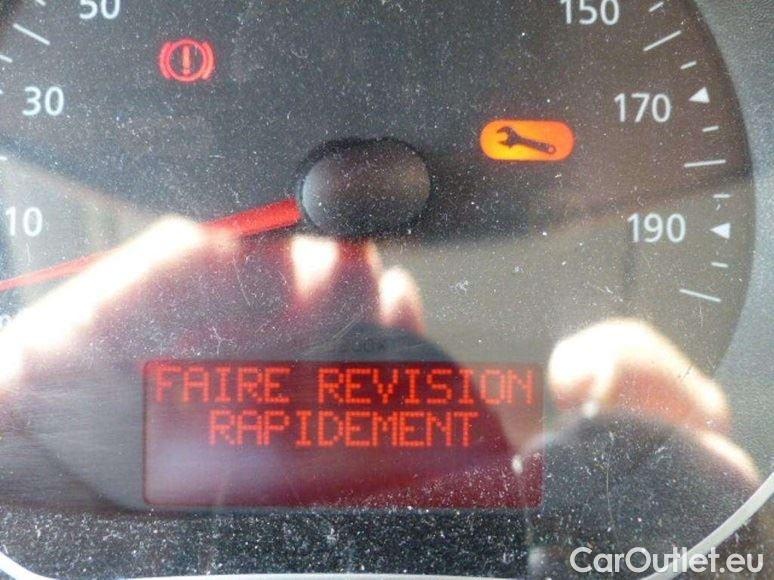 50
150
30
170
10
190
FAIRE REVISION
RAPIDEMENT
CarOutlet.eu